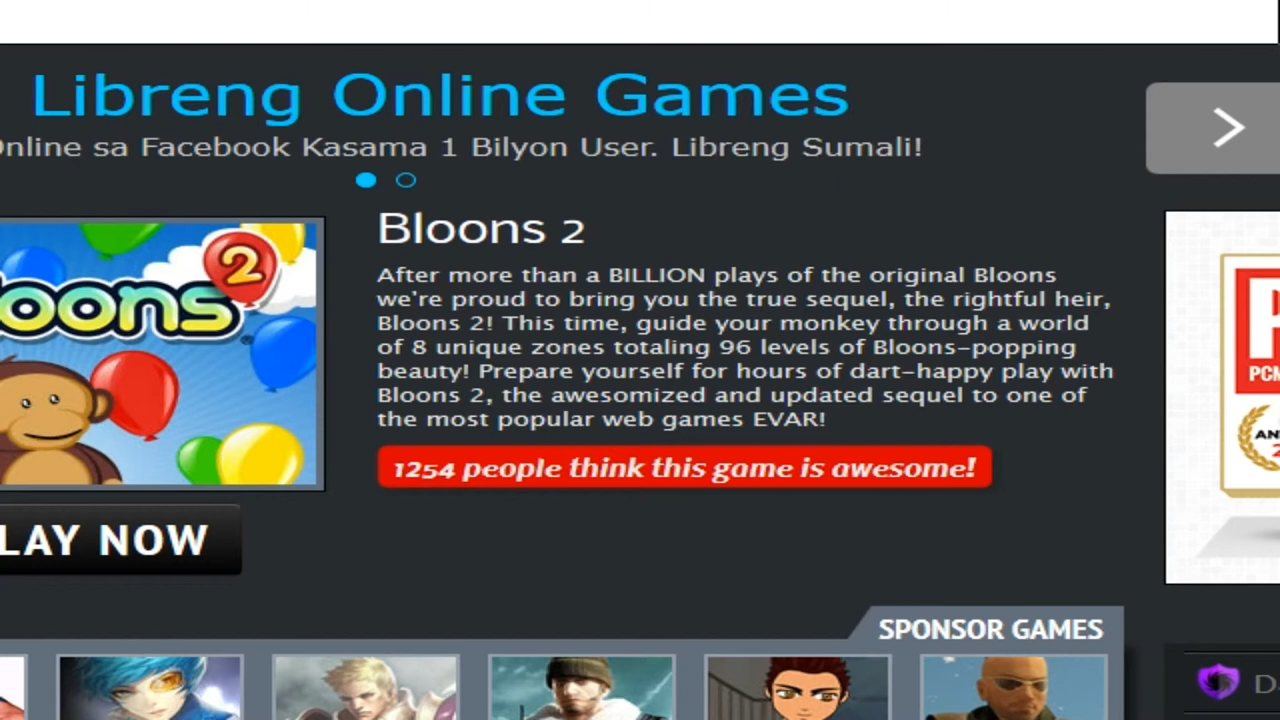 Libreng Online Games
Online sa Facebook Kasama 1 Bilyon User. Libreng Sumali!
Bloons 2
After more than a BILLION plays of the original Bloons
we're proud to bring you the true sequel, the rightful heir,
Bloons 2! This time, guide your monkey through a world
of 8 unique zones totaling 96 levels of Bloons-popping
beauty! Prepare yourself for hours of dart-happy play with
Bloons 2, the awesomized and updated sequel to one of
the most popular web games EVAR!
1254 people think this game is awesome!
oons 2
LAY NOW
SPONSOR GAMES